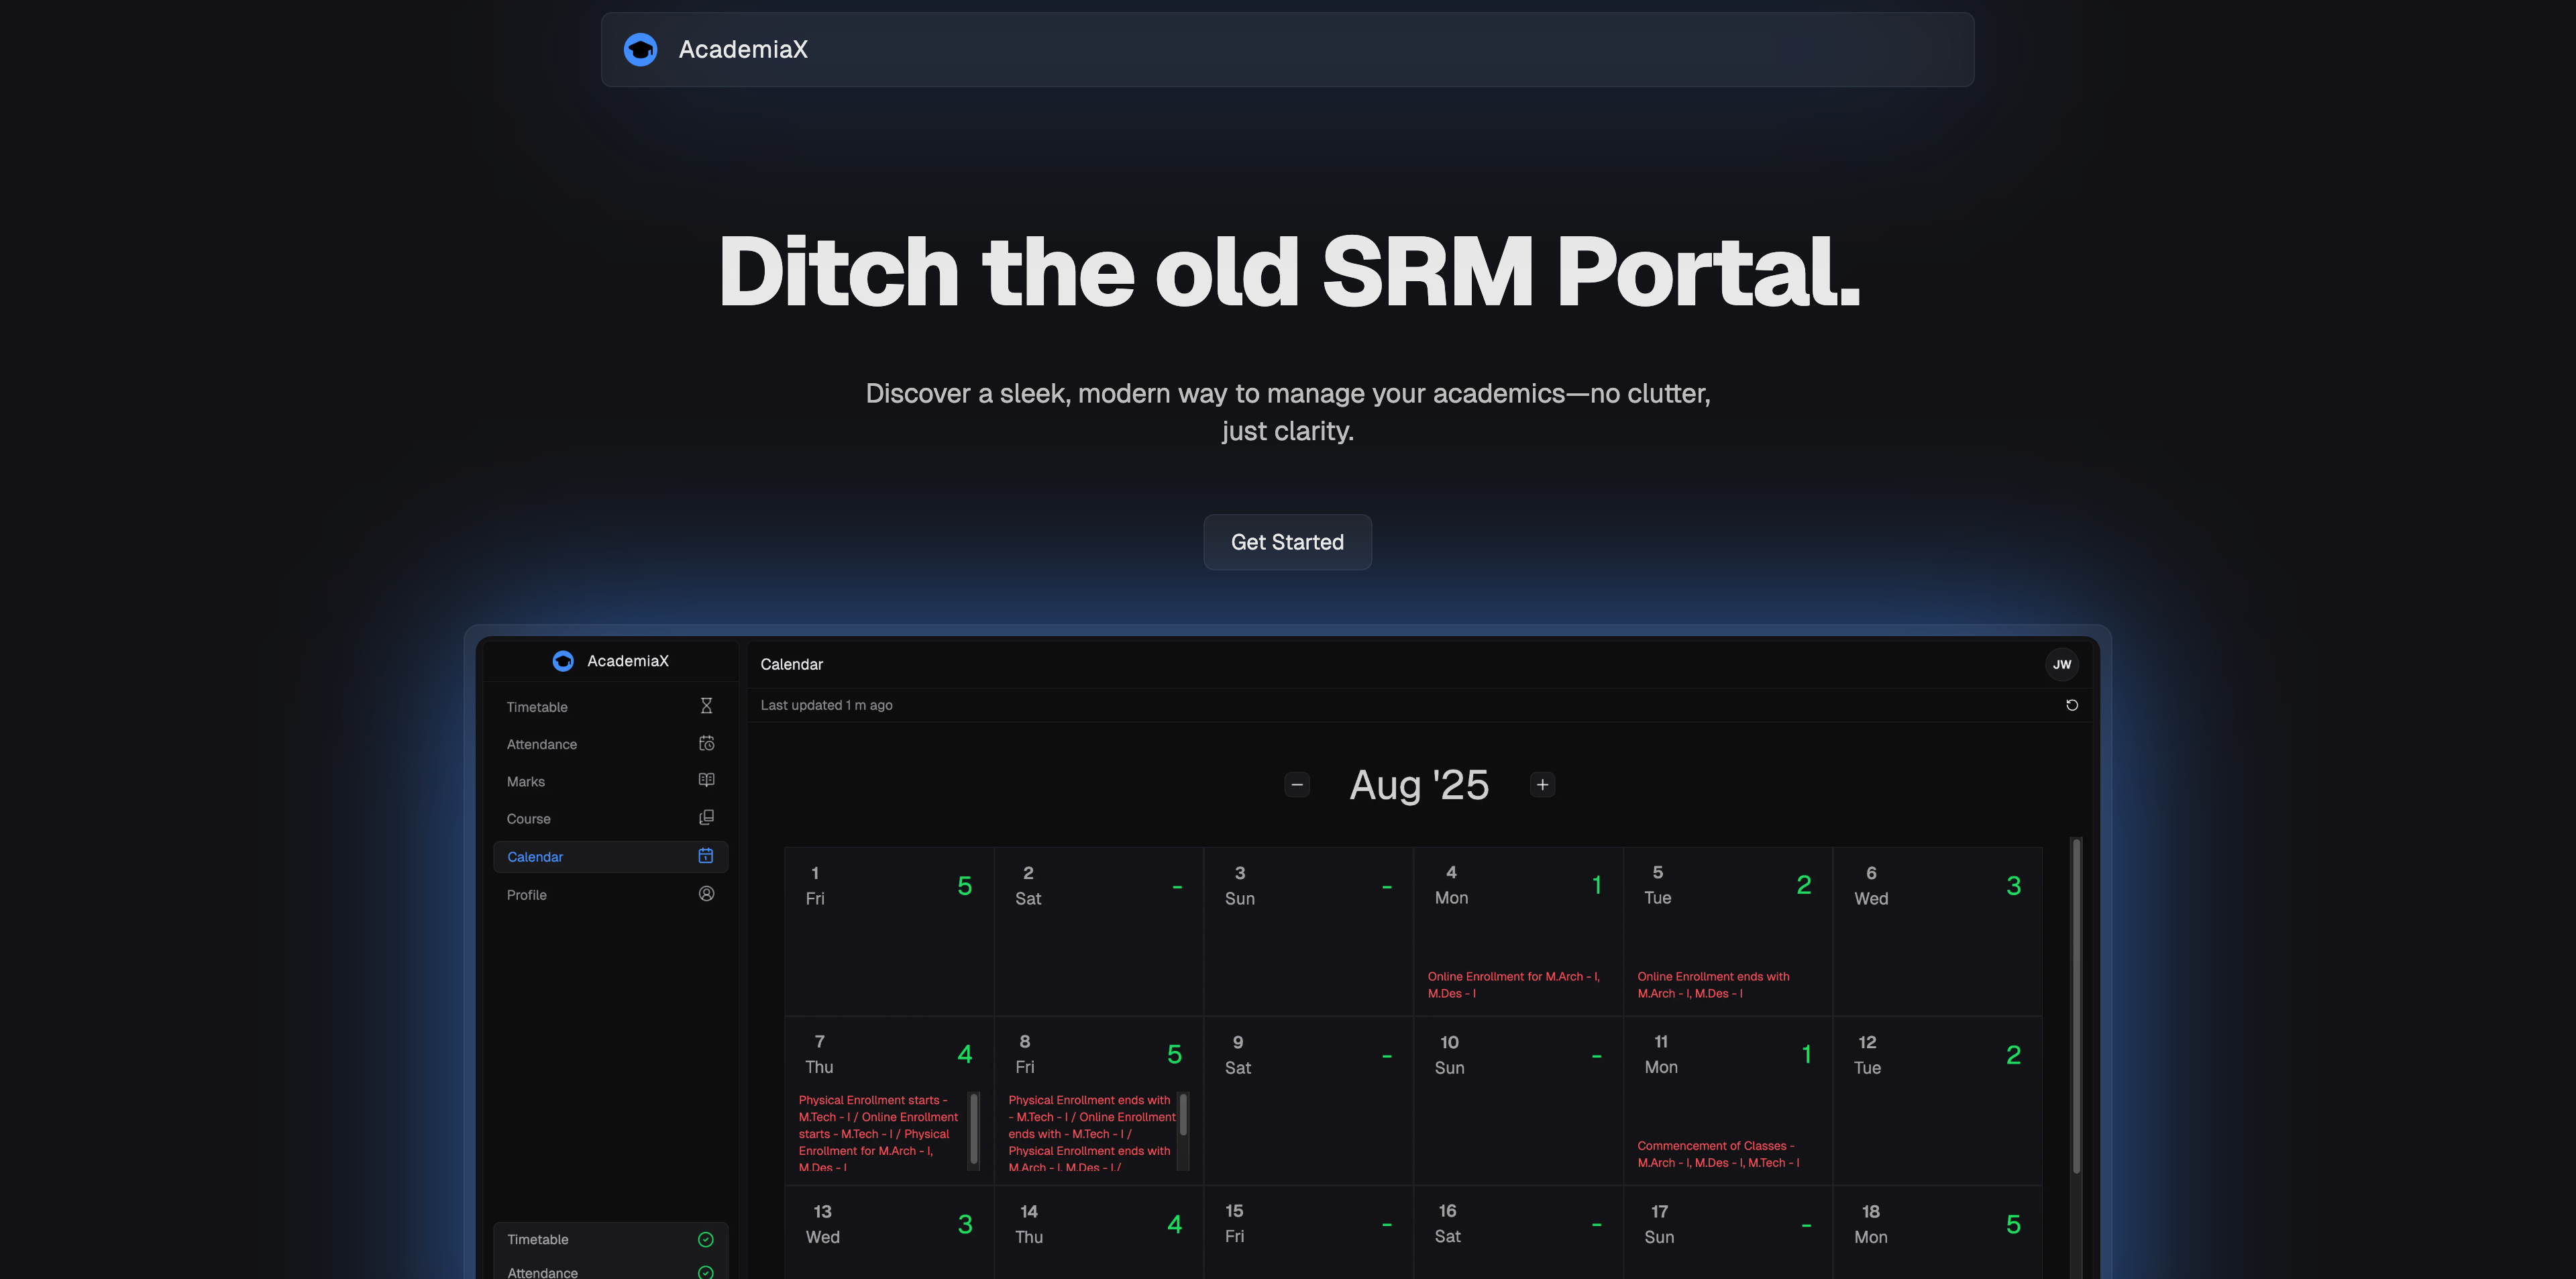 AcademiaX
Ditch the old SRM Portal.
Discover a sleek, modern way to manage your academics—no clutter,
just clarity.
Get Started
AcademiaX
Timetable
Attendance
Marks
Course
Calendar
Profile
Timetable
Attendance
Calendar
JW
Last updated 1 m ago
Aug '25
1
Fri
5
2
Sat
-
3
Sun
-
4
Mon
1
Online Enrollment for M.Arch - I,
M.Des - I
5
Tue
2
Online Enrollment ends with
M.Arch - I, M.Des - I
6
Wed
3
7
Thu
4
Physical Enrollment starts -
M.Tech - I / Online Enrollment
starts - M.Tech - I / Physical
Enrollment for M.Arch - I,
M.Des - I
8
Fri
5
Physical Enrollment ends with
- M.Tech - I / Online Enrollment
ends with - M.Tech - I /
Physical Enrollment ends with
M.Arch - I, M.Des - I /
9
Sat
-
10
Sun
-
11
Mon
1
Commencement of Classes -
M.Arch - I, M.Des - I, M.Tech - I
12
Tue
2
13
Wed
3
14
Thu
4
15
Fri
-
16
Sat
-
17
Sun
-
18
Mon
5